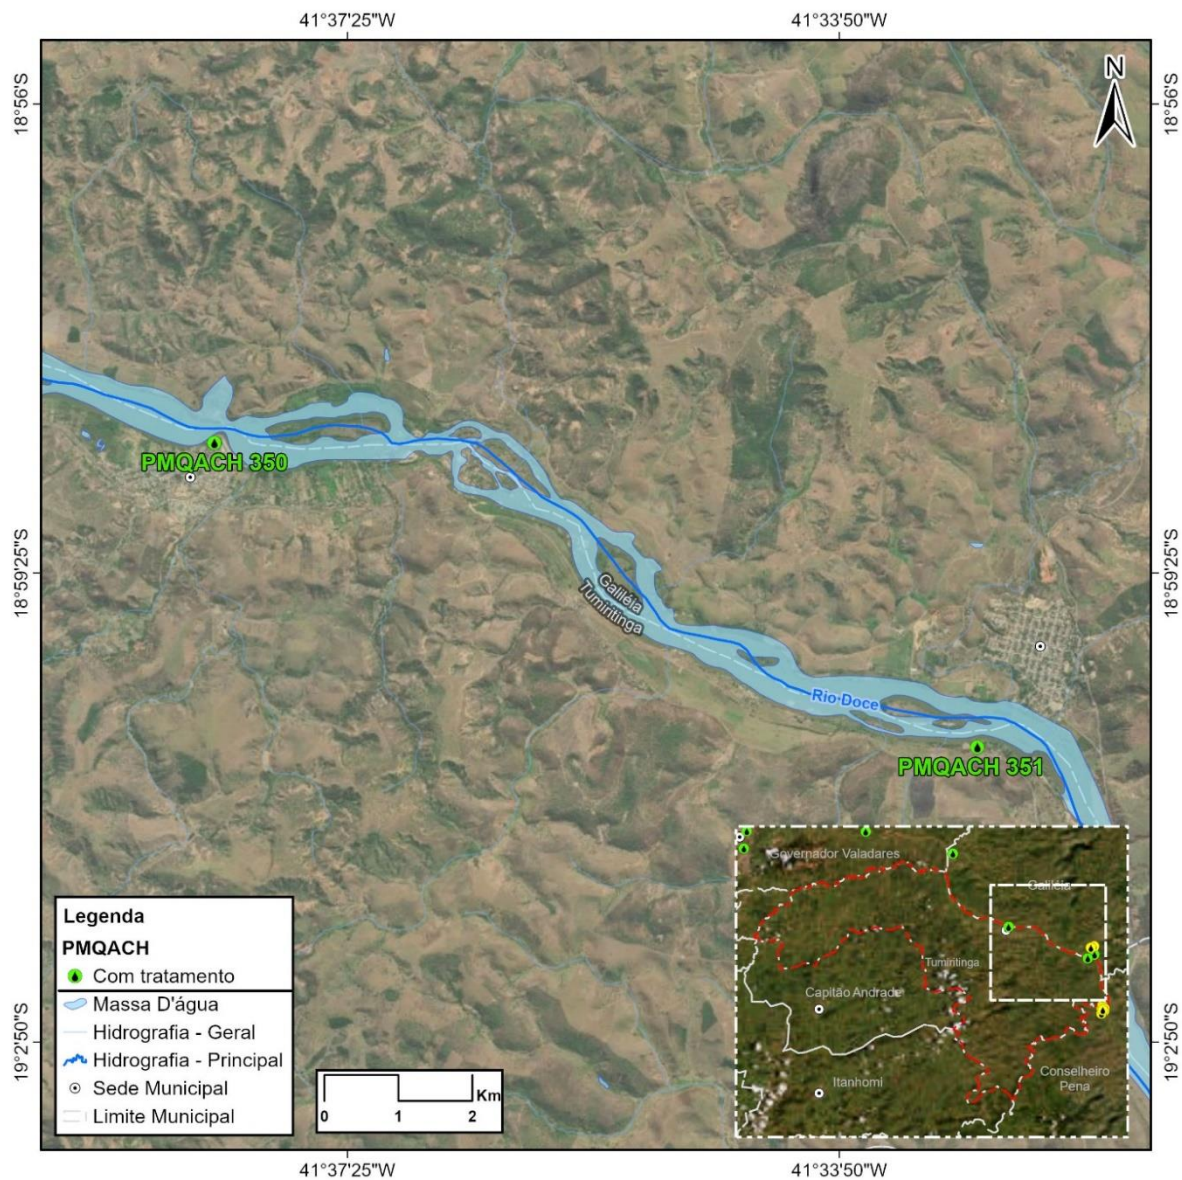 41°37'25"W
41°33'50"W
18°56'S
18°56'S
N
PMQACH 350
18°59'25"S
18°59'25"S
Galiléia
Tumiritinga
Rio Doce
PMQACH 351
Governador Valadares
Galiléia
Tumiritinga
Capitão Andrade
Itanhomi
Conselheiro
Pena
Legenda
PMQACH
Com tratamento
Massa D'água
Hidrografia - Geral
Hidrografia - Principal
Sede Municipal
Limite Municipal
Km
0 1 2
19°2'50"S
19°2'50"S
41°37'25"W
41°33'50"W